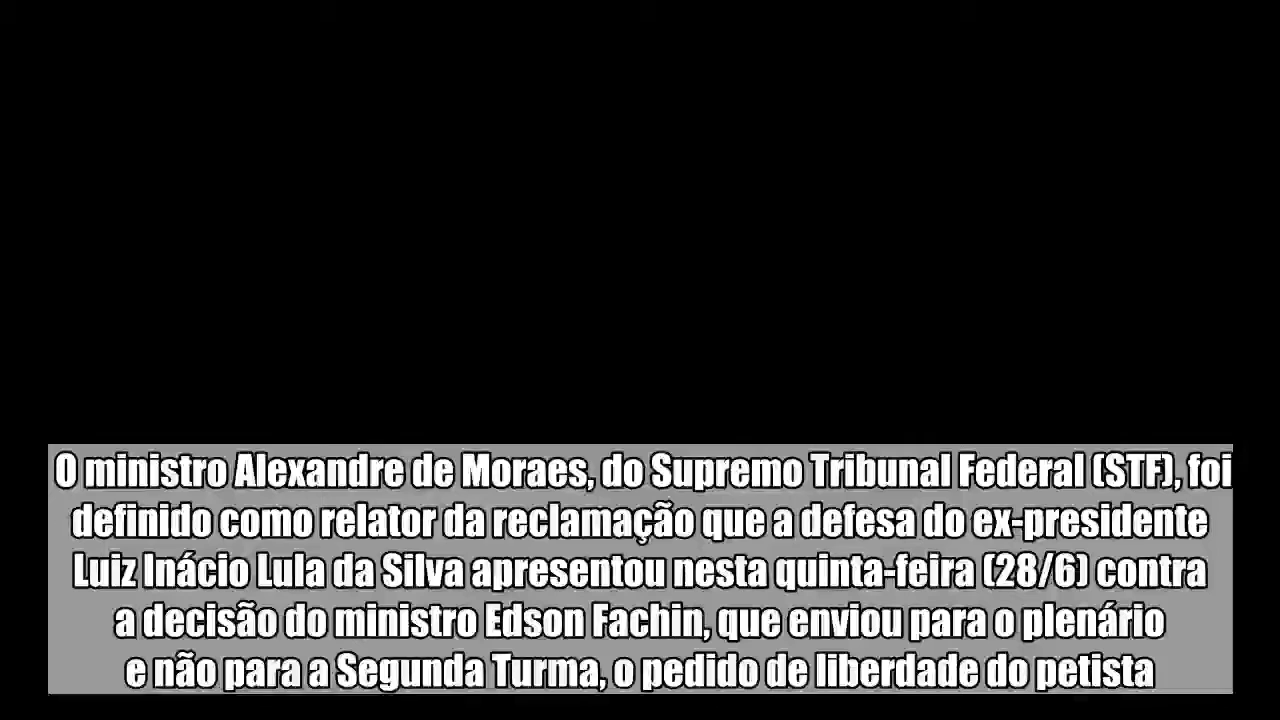 O ministro Alexandre de Moraes, do Supremo Tribunal Federal (STF), foi
definido como relator da reclamação que a defesa do ex-presidente
Luiz Inácio Lula da Silva apresentou nesta quinta-feira (28/6) contra
a decisão do ministro Edson Fachin, que enviou para o plenário
e não para a Segunda Turma, o pedido de liberdade do petista